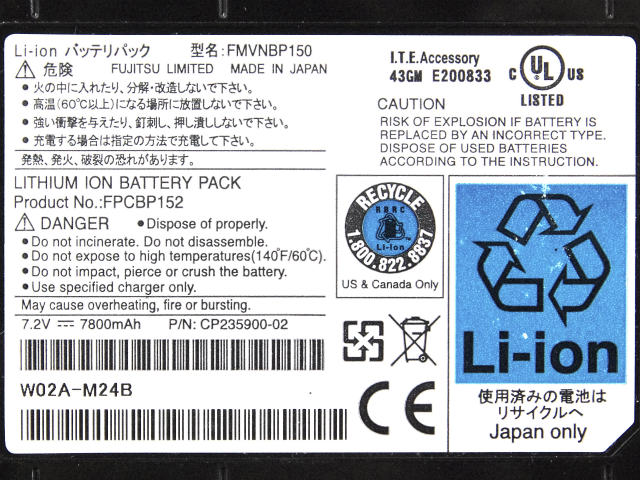 Li-ion バッテリパック 型名: FMVNBP150
⚠ 危険 FUJITSU LIMITED MADE IN JAPAN
• 火の中に入れたり、分解・改造しないで下さい。
• 高温(60℃以上)になる場所に放置しないで下さい。
• 強い衝撃を与えたり、釘刺し、押し潰ししないで下さい。
• 充電する場合は指定の方法で充電して下さい。
発熱、発火、破裂の恐れがあります。
LITHIUM ION BATTERY PACK
Product No.:FPCBP152
⚠ DANGER • Dispose of properly.
• Do not incinerate. Do not disassemble.
• Do not expose to high temperatures(140°F/60℃).
• Do not impact, pierce or crush the battery.
• Use specified charger only.
May cause overheating, fire or bursting.
7.2V ⎓ 7800mAh P/N: CP235900-02
W02A-M24B
I.T.E.Accessory
43GM E200833
C UL US
LISTED
CAUTION
RISK OF EXPLOSION IF BATTERY IS
REPLACED BY AN INCORRECT TYPE.
DISPOSE OF USED BATTERIES
ACCORDING TO THE INSTRUCTION.
RECYCLE
RBRC
Li-ion
1.800.822.8837
US & Canada Only
CE
Li-ion
使用済みの電池は
リサイクルへ
Japan only